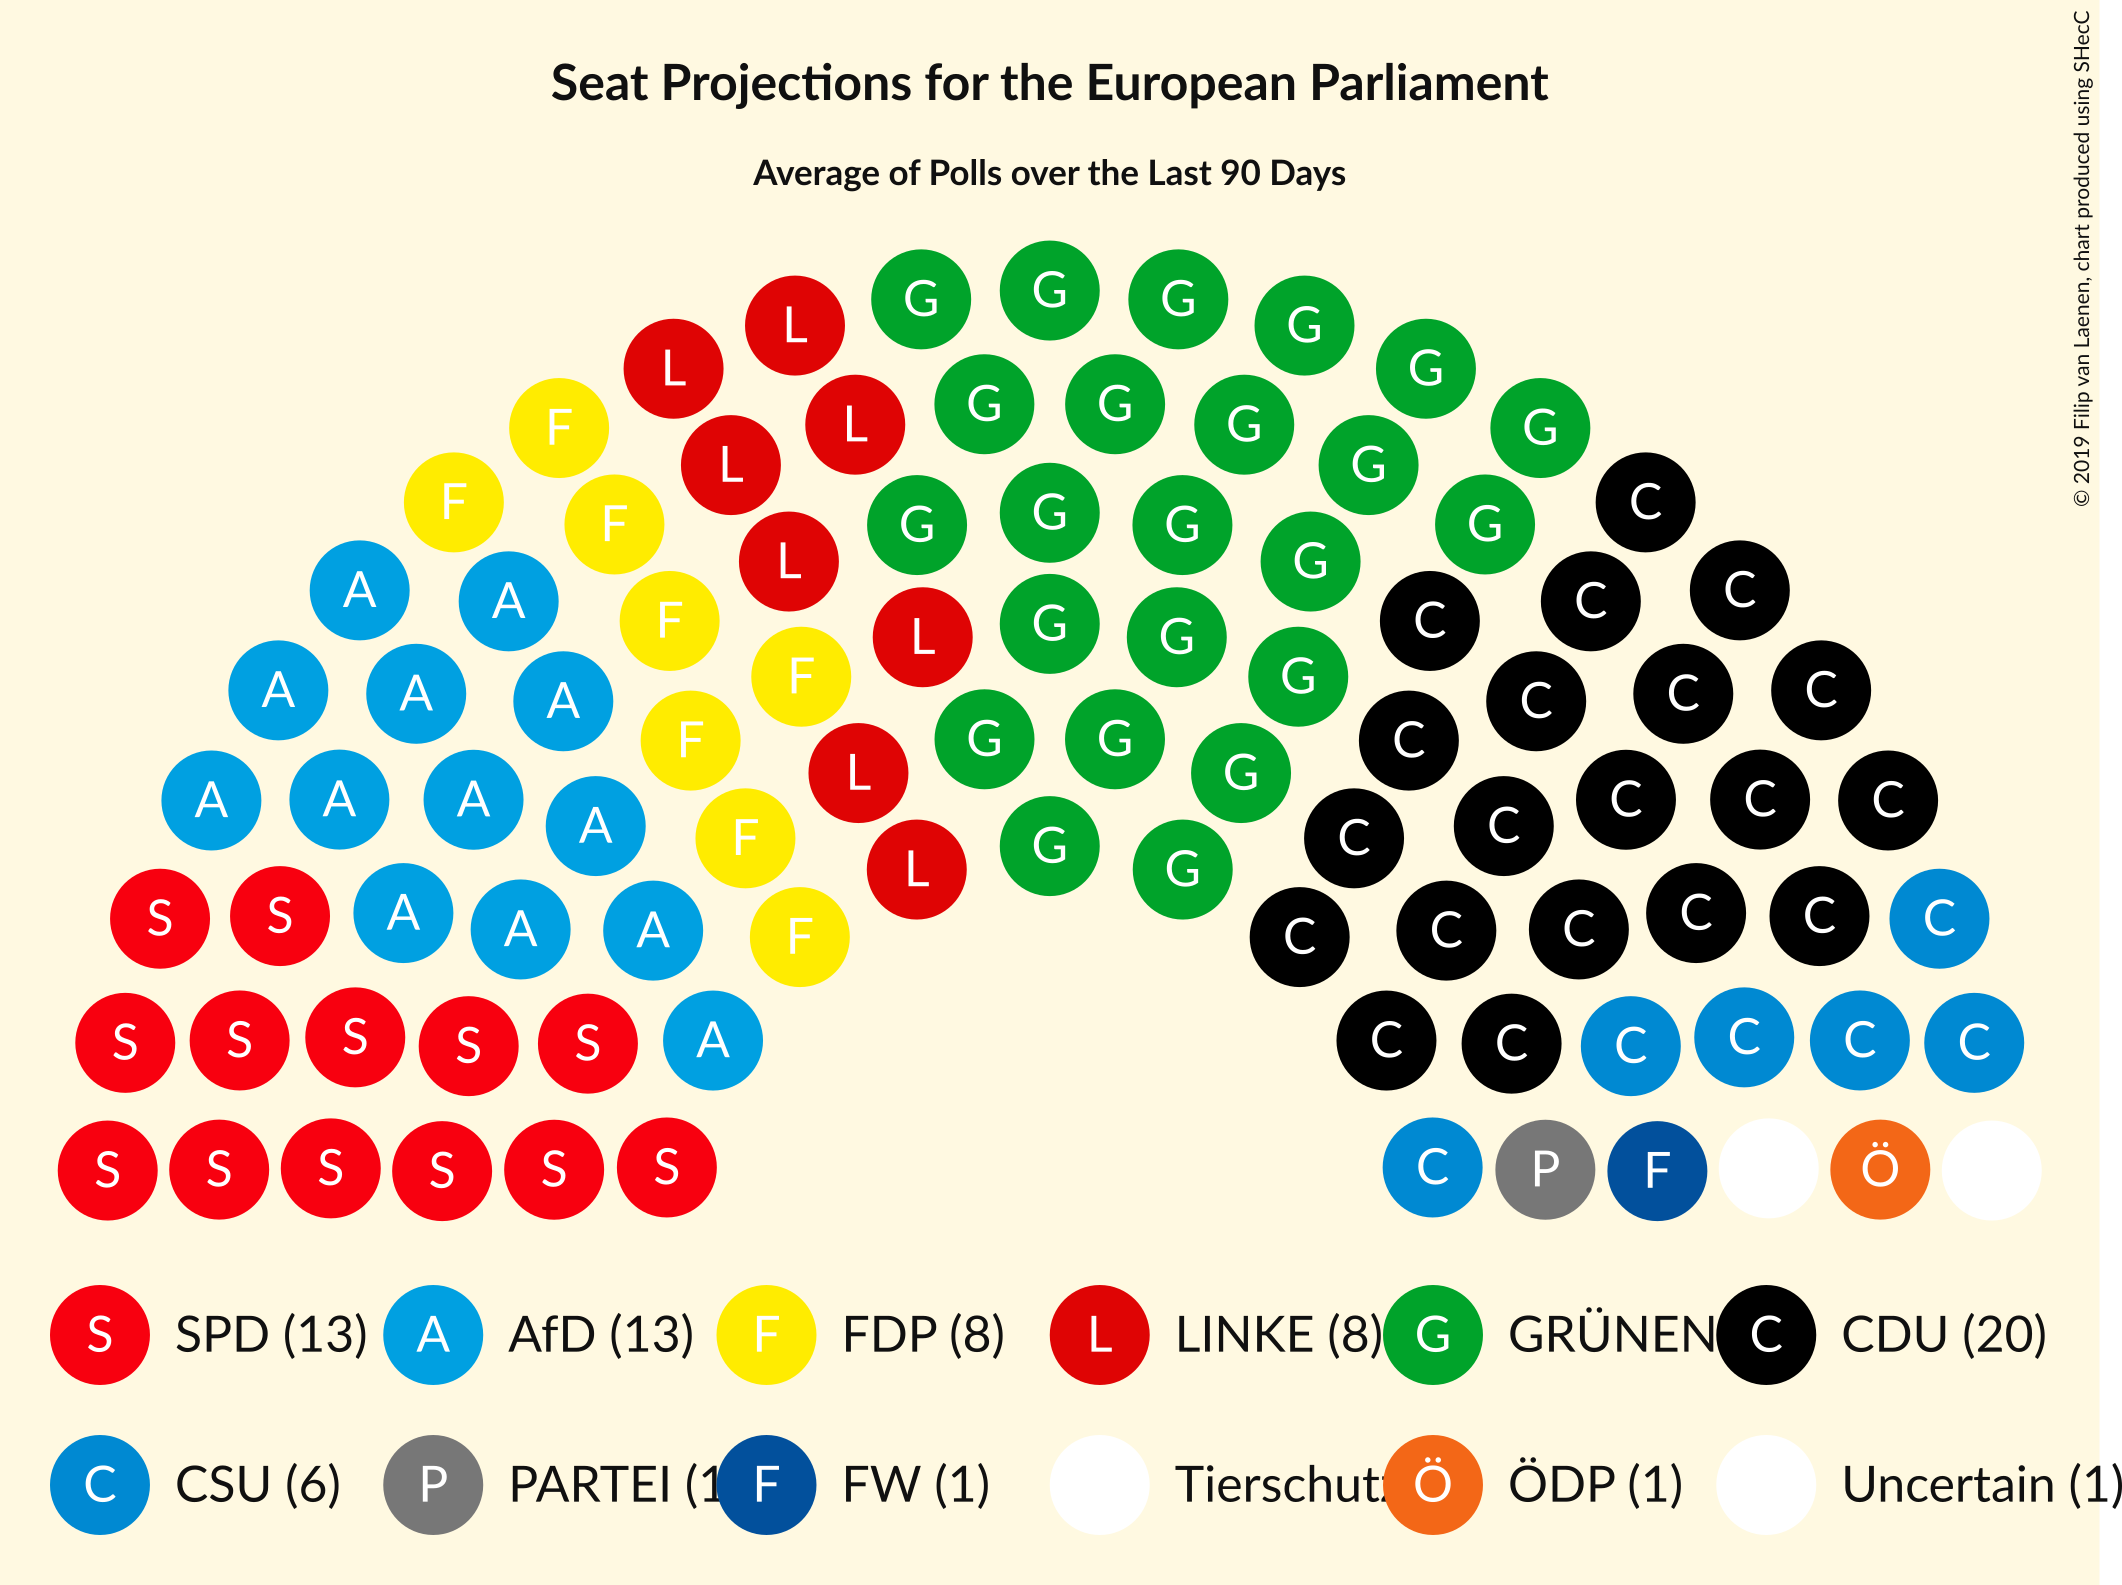 Seat Projections for the European Parliament
Average of Polls over the Last 90 Days
© 2019 Filip van Laenen, chart produced using SHecC
G G G G
L L G G
L G G G
F L G
F L G G G C
F L G
A A F L G G C C C
A A A F F G C C C C
A A A A F L G G G C C C C C
S S A A A F L G G C C C C C C
S S S S S A C C C C C C
S S S S S S C P F Ö
S SPD (13) A AfD (13) F FDP (8) L LINKE (8) G GRÜNEN C CDU (20)
C CSU (6) P PARTEI (1 F FW (1) Tierschutz Ö ÖDP (1) Uncertain (1)